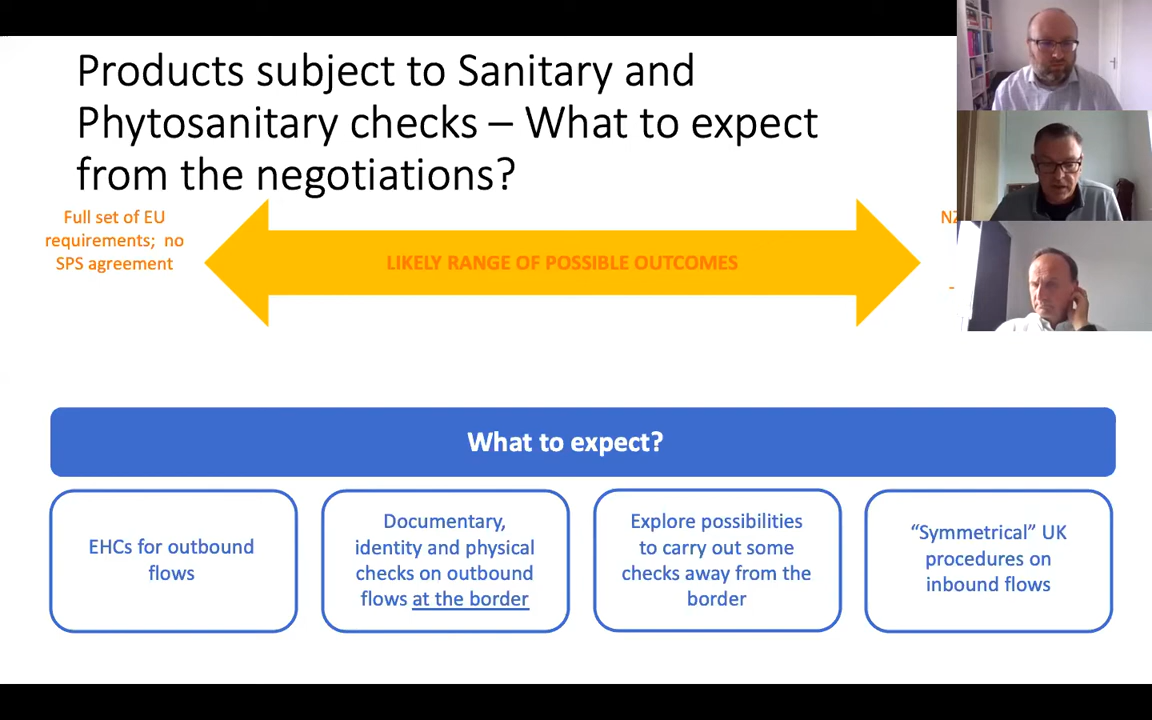 Products subject to Sanitary and
Phytosanitary checks – What to expect
from the negotiations?
Full set of EU
requirements; no
SPS agreement
LIKELY RANGE OF POSSIBLE OUTCOMES
What to expect?
EHCs for outbound
flows
Documentary,
identity and physical
checks on outbound
flows at the border
Explore possibilities
to carry out some
checks away from the
border
“Symmetrical” UK
procedures on
inbound flows